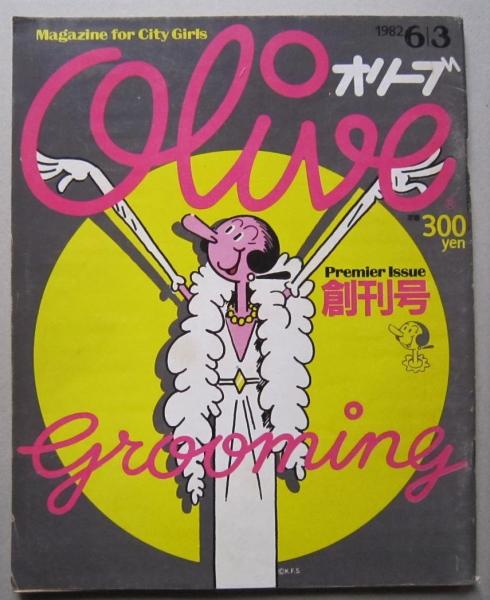 Magazine for City Girls
1982 6|3
Olive
オリーブ
300
yen
Premier Issue
創刊号
grooming
©K.F.S.